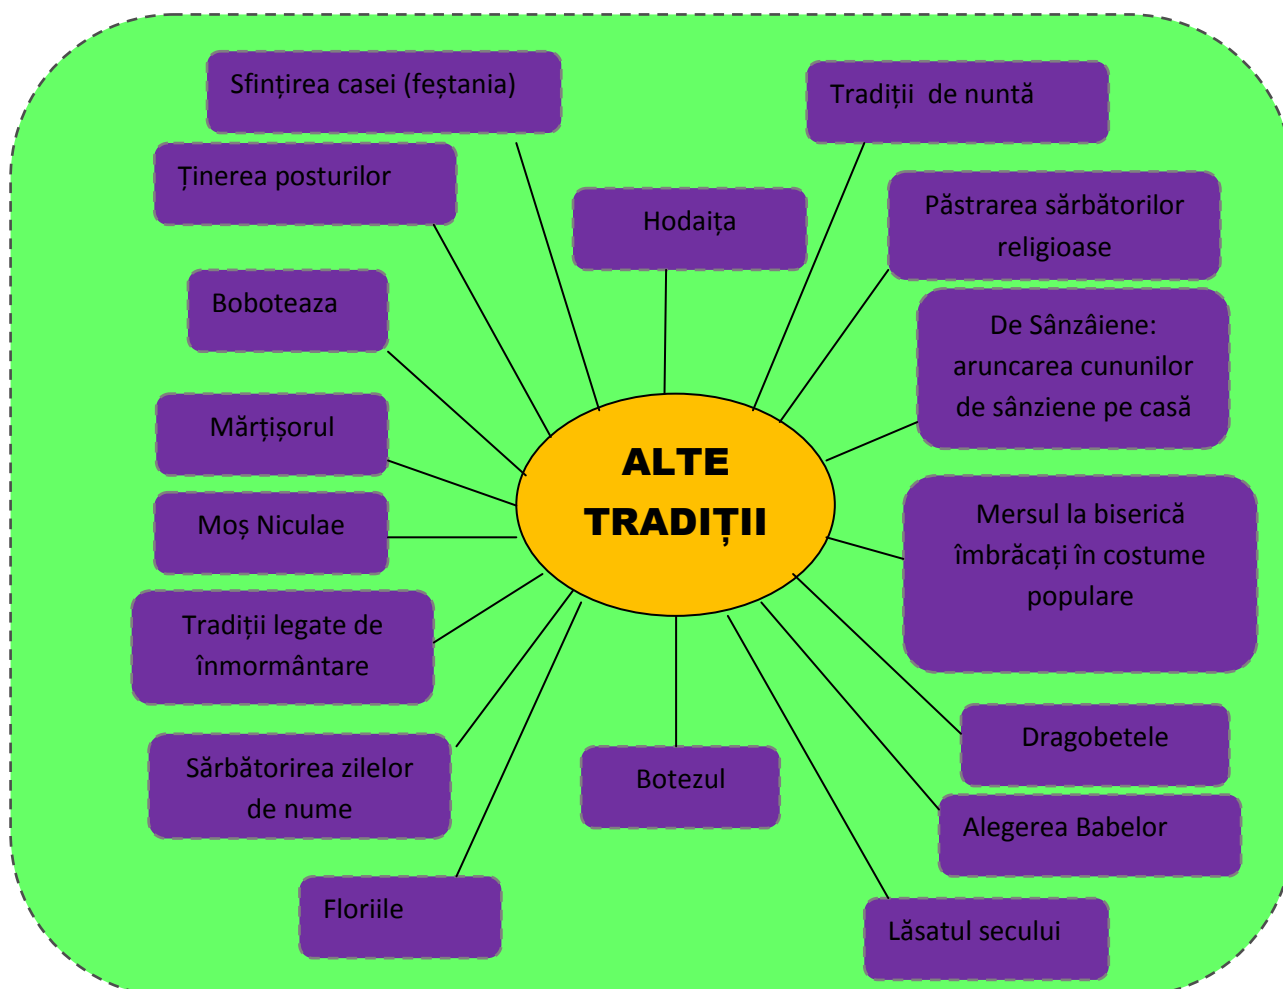 Sfințirea casei (feștania)
Tradiții  de nuntă
Ținerea posturilor
Hodaița
Păstrarea sărbătorilor
religioase
Boboteaza
De Sânzâiene:
aruncarea cununilor
de sânziene pe casă
Mărțișorul
ALTE
TRADIȚII
Moș Niculae
Mersul la biserică
îmbrăcați în costume
populare
Tradiții legate de
înmormântare
Dragobetele
Sărbătorirea zilelor
de nume
Botezul
Alegerea Babelor
Floriile
Lăsatul secului